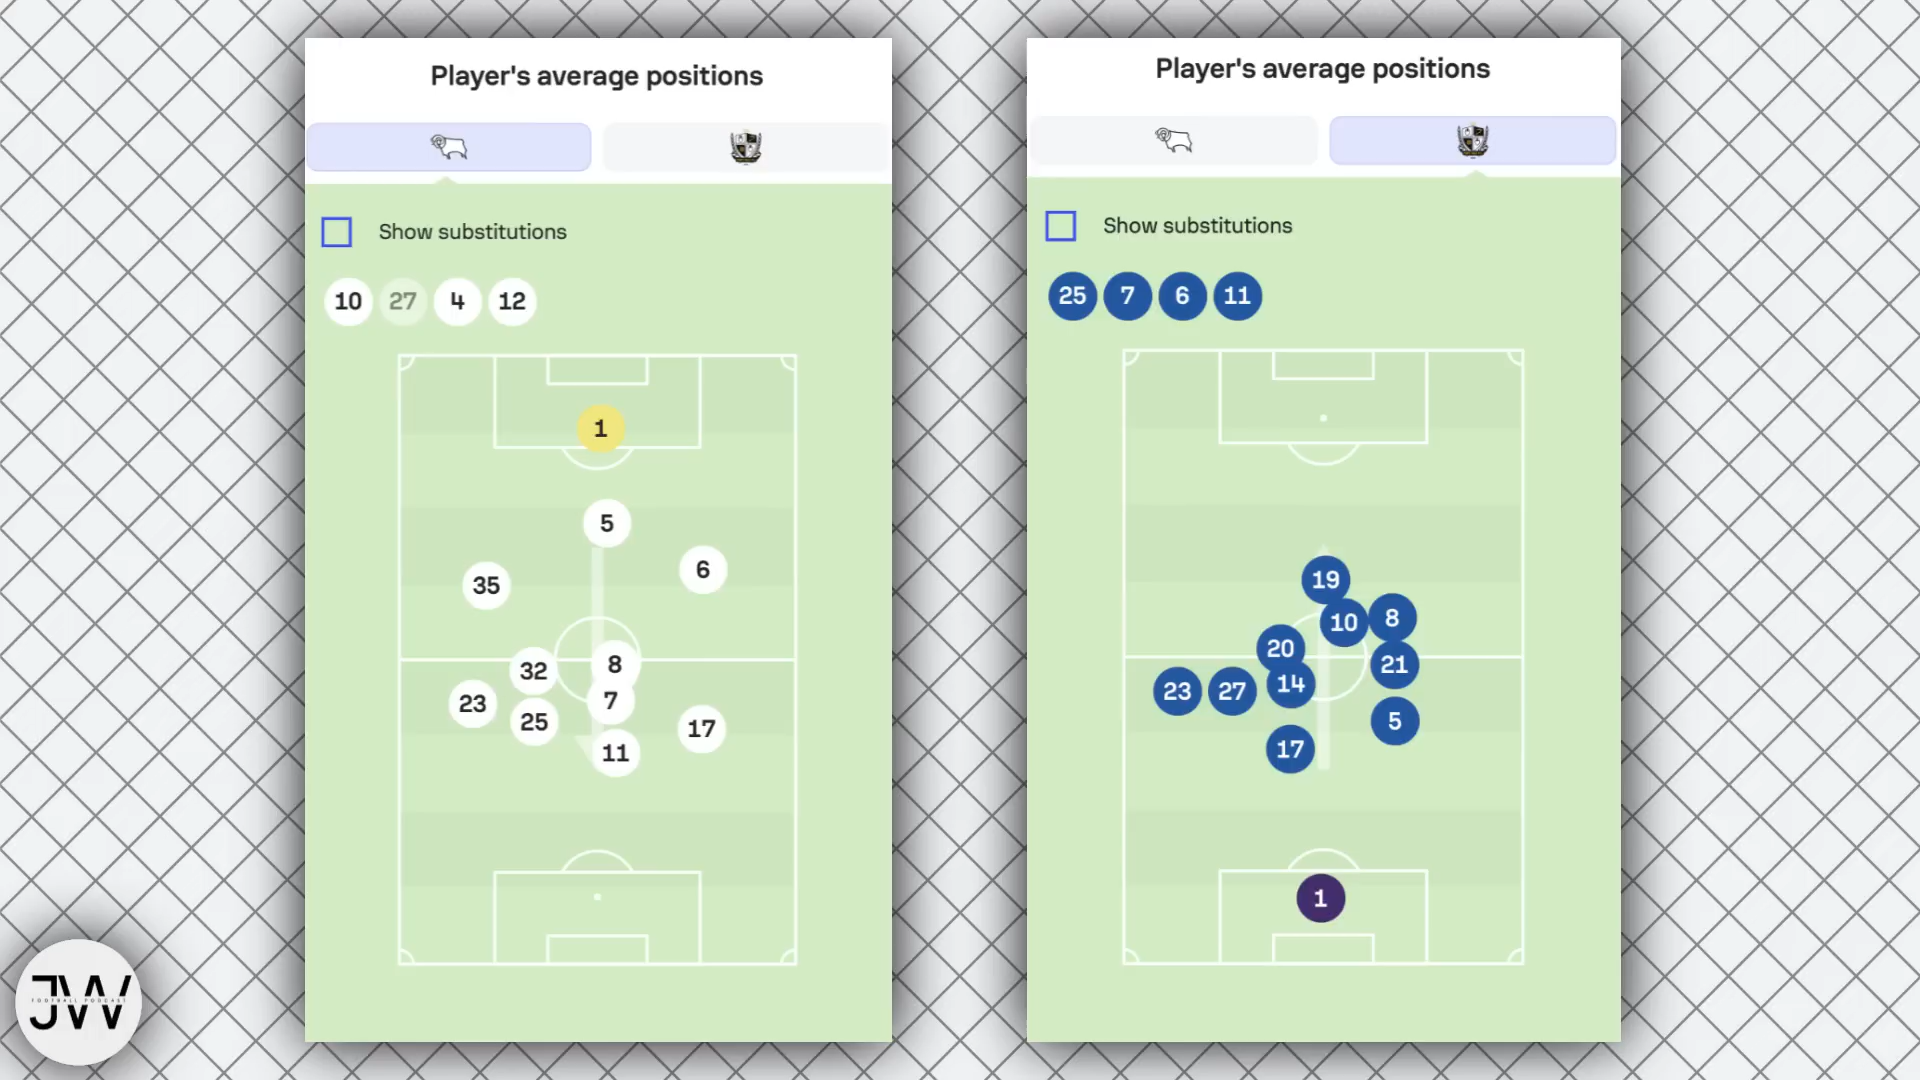 Player's average positions
Show substitutions
10 27 4 12
1
5
6
35
8
32
7
23
25
17
11
Player's average positions
Show substitutions
25 7 6 11
19
10 8
20
21
14
23 27
5
17
1
JW
FOOTBALL PODCAST